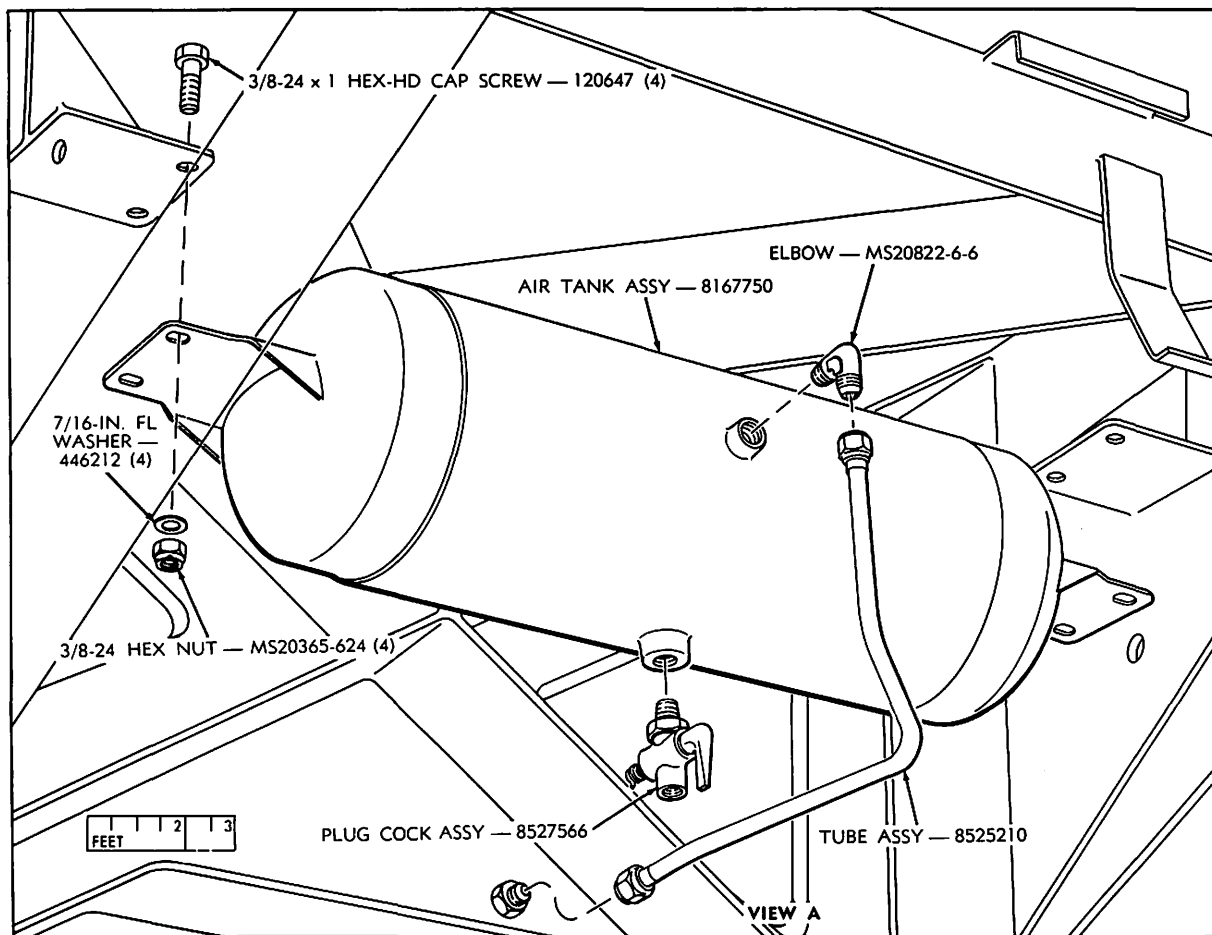 3/8-24 x 1 HEX-HD CAP SCREW — 120647 (4)
ELBOW — MS20822-6-6
AIR TANK ASSY — 8167750
7/16-IN. FL
WASHER —
446212 (4)
3/8-24 HEX NUT — MS20365-624 (4)
2 3
FEET
PLUG COCK ASSY — 8527566
TUBE ASSY — 8525210
VIEW A